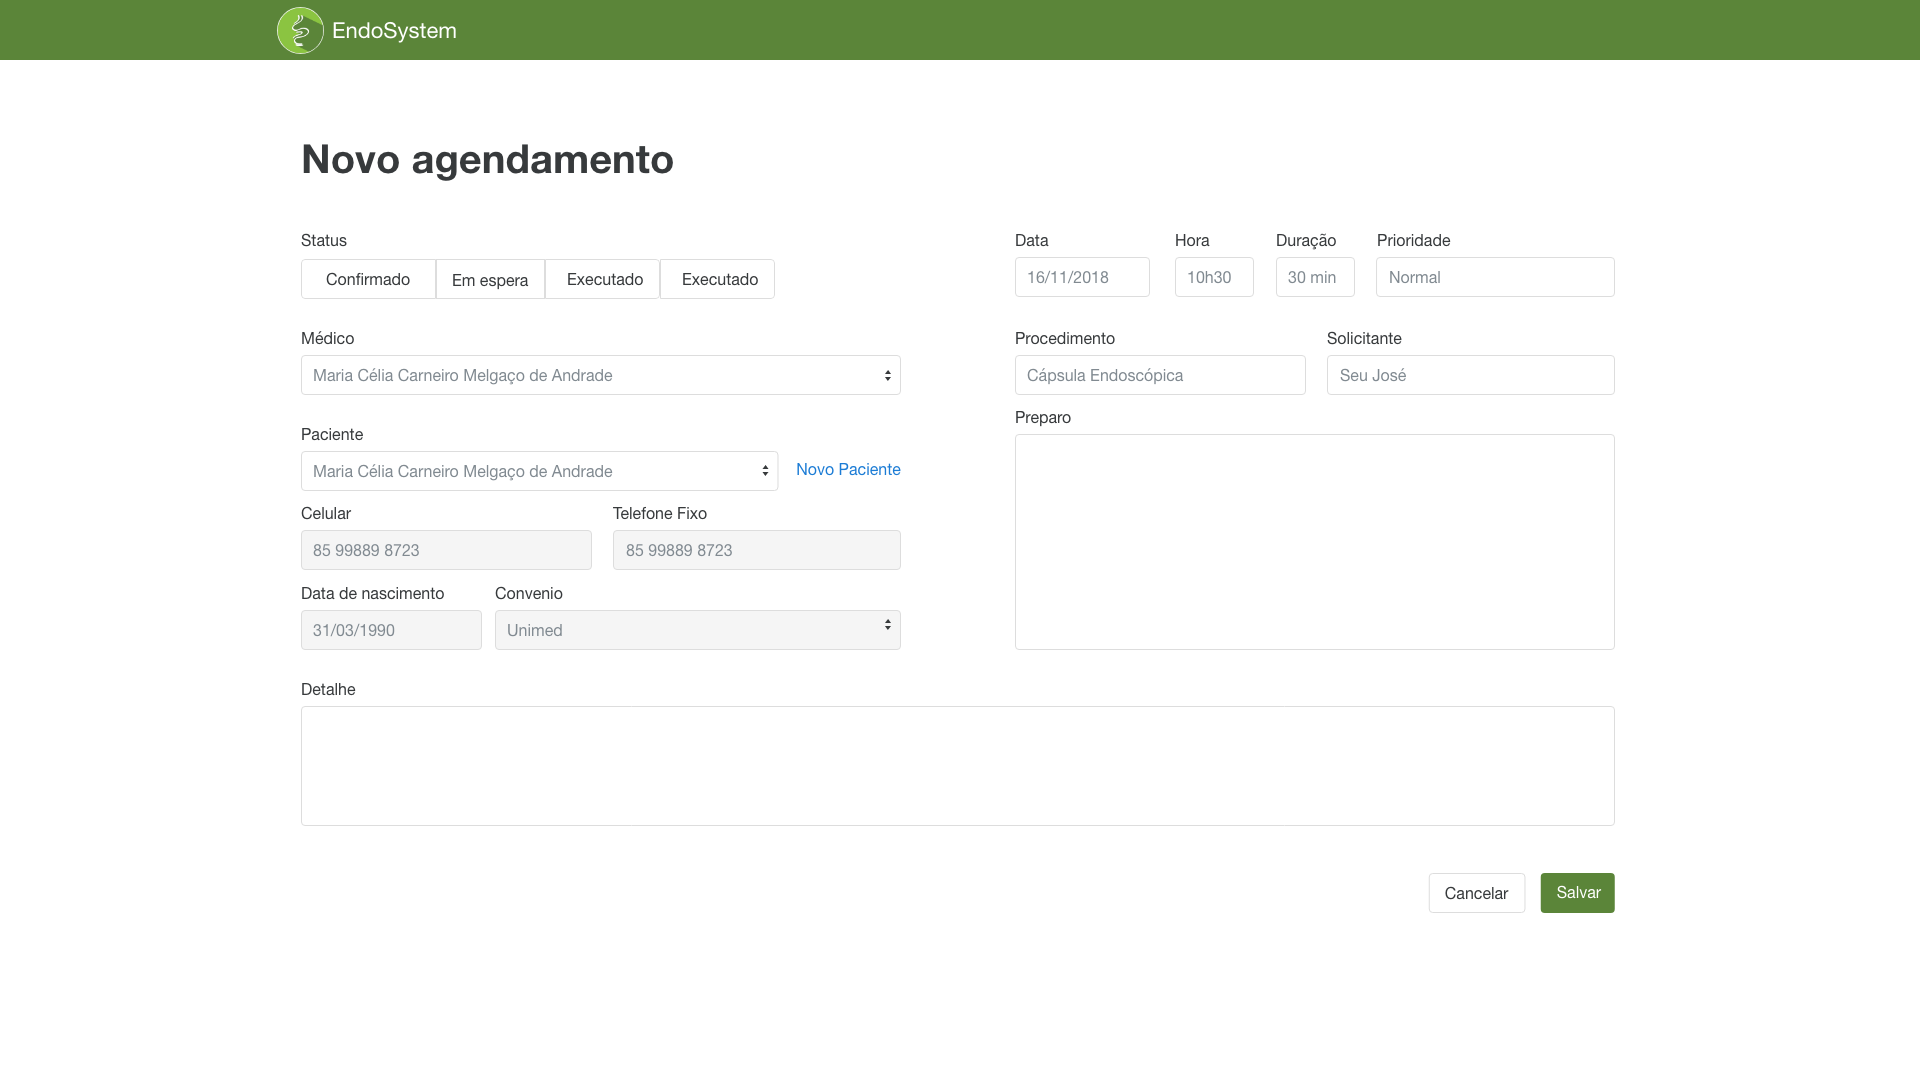 EndoSystem
Novo agendamento
Status
Confirmado Em espera Executado Executado
Médico
Maria Célia Carneiro Melgaço de Andrade
Paciente
Maria Célia Carneiro Melgaço de Andrade Novo Paciente
Celular Telefone Fixo
85 99889 8723 85 99889 8723
Data de nascimento Convenio
31/03/1990 Unimed
Data Hora Duração Prioridade
16/11/2018 10h30 30 min Normal
Procedimento Solicitante
Cápsula Endoscópica Seu José
Preparo
Detalhe
Cancelar Salvar